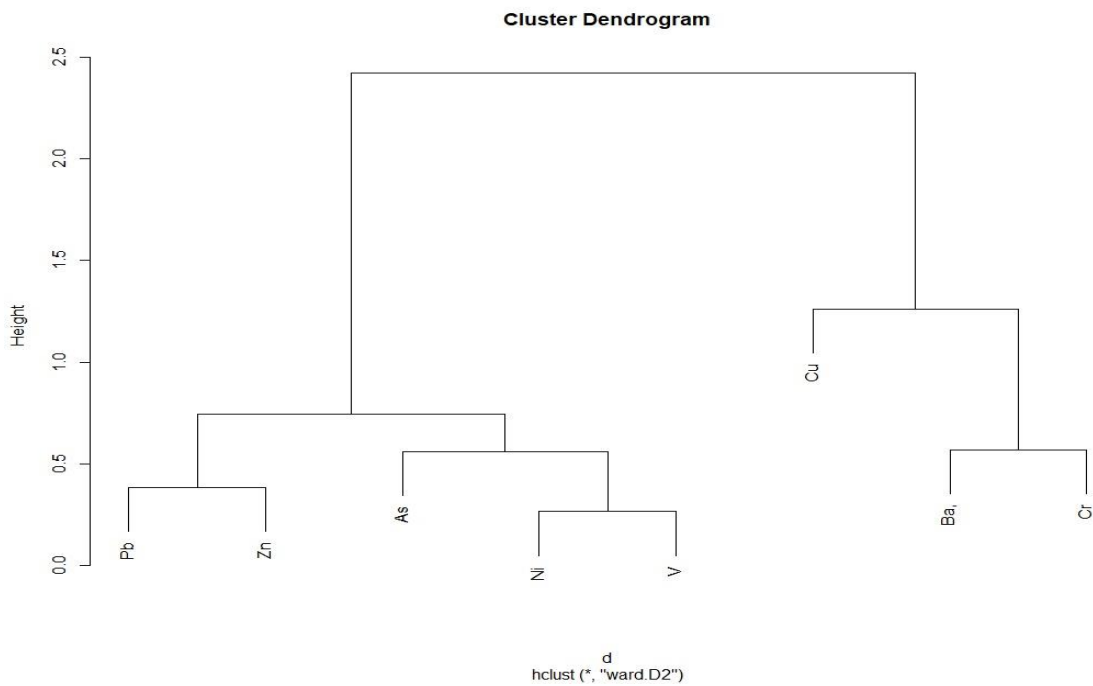 Cluster Dendrogram
Height
2.5
2.0
1.5
1.0
0.5
0.0
Pb
Zn
As
Ni
V
Cu
Ba,
Cr
d
hclust (*, "ward.D2")